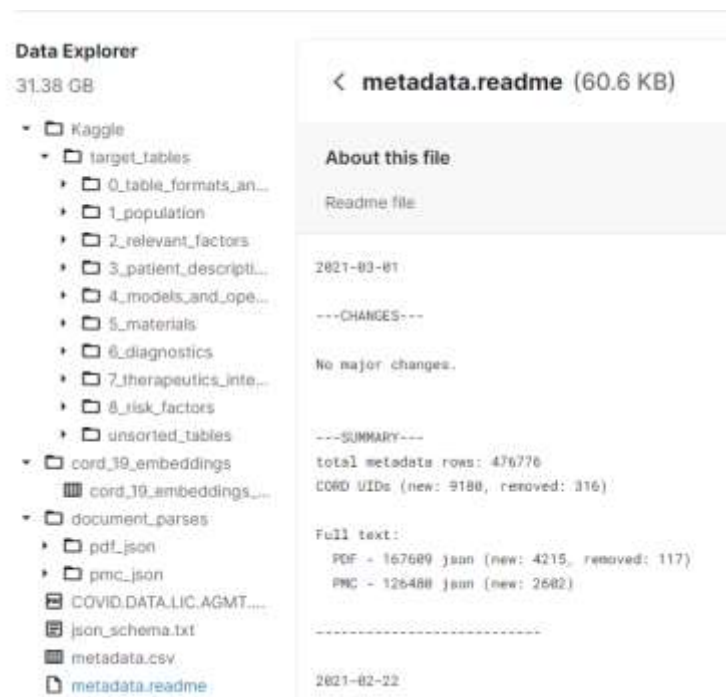 Data Explorer
31.38 GB
Kaggle
target_tables
0_table_formats_an...
1_population
2_relevant_factors
3_patient_descripti...
4_models_and_ope...
5_materials
6_diagnostics
7_therapeutics_inte...
8_risk_factors
unsorted_tables
cord_19_embeddings
cord_19_embeddings_...
document_parses
pdf_json
pmc_json
COVID.DATA.LIC.AGMT....
json_schema.txt
metadata.csv
metadata.readme
< metadata.readme (60.6 KB)
About this file
Readme file
2021-03-01
---CHANGES---
No major changes.
---SUMMARY---
total metadata rows: 476776
CORD UIDs (new: 9180, removed: 316)
Full text:
PDF - 167609 json (new: 4215, removed: 117)
PMC - 126480 json (new: 2602)
----------------------------
2021-02-22